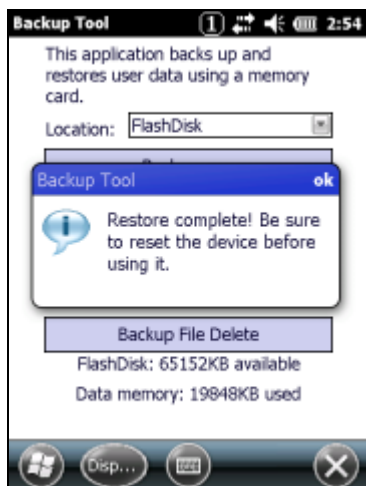 Backup Tool 1 2:54
This application backs up and
restores user data using a memory
card.
Location: FlashDisk
Backup Tool ok
Restore complete! Be sure
to reset the device before
using it.
Backup File Delete
FlashDisk: 65152KB available
Data memory: 19848KB used
Disp...